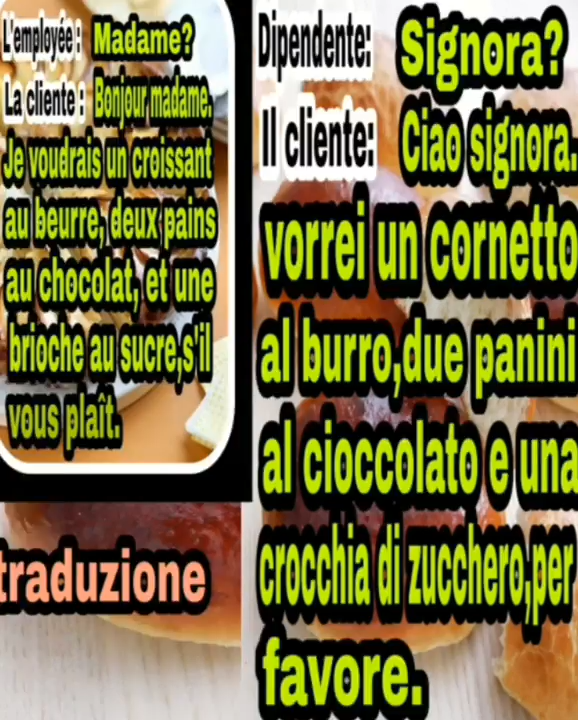 L'employée : Madame?
La cliente : Bonjour madame.
Je voudrais un croissant
au beurre, deux pains
au chocolat, et une
brioche au sucre,s'il
vous plaît.
traduzione
Dipendente: Signora?
Il cliente: Ciao signora.
vorrei un cornetto
al burro,due panini
al cioccolato e una
crocchia di zucchero,per
favore.